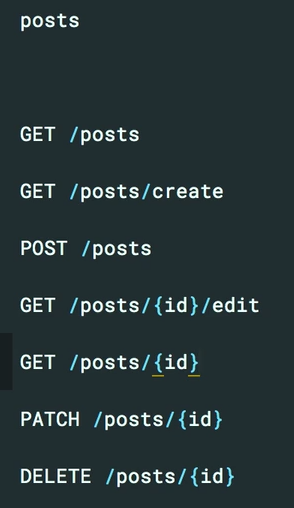 posts
GET /posts
GET /posts/create
POST /posts
GET /posts/{id}/edit
GET /posts/{id}
PATCH /posts/{id}
DELETE /posts/{id}